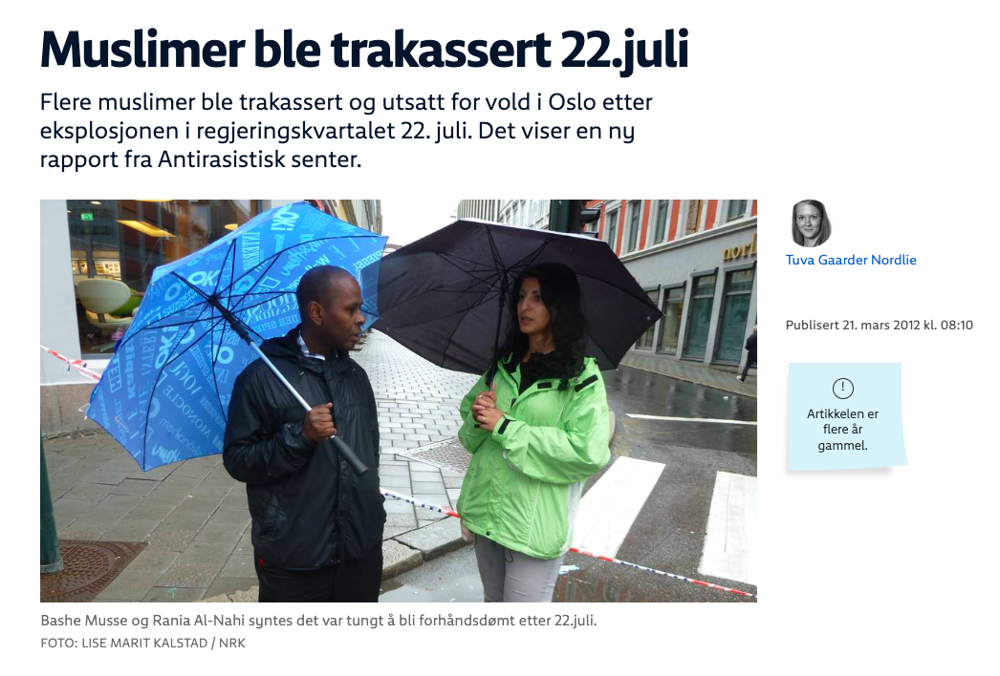 Muslimer ble trakassert 22.juli
Flere muslimer ble trakassert og utsatt for vold i Oslo etter
eksplosjonen i regjeringskvartalet 22. juli. Det viser en ny
rapport fra Antirasistisk senter.
OKi
OKi
Tuva Gaarder Nordlie
Publisert 21. mars 2012 kl. 08:10
!
Artikkelen er
flere år
gammel.
Bashe Musse og Rania Al-Nahi syntes det var tungt å bli forhåndsdømt etter 22.juli.
FOTO: LISE MARIT KALSTAD / NRK